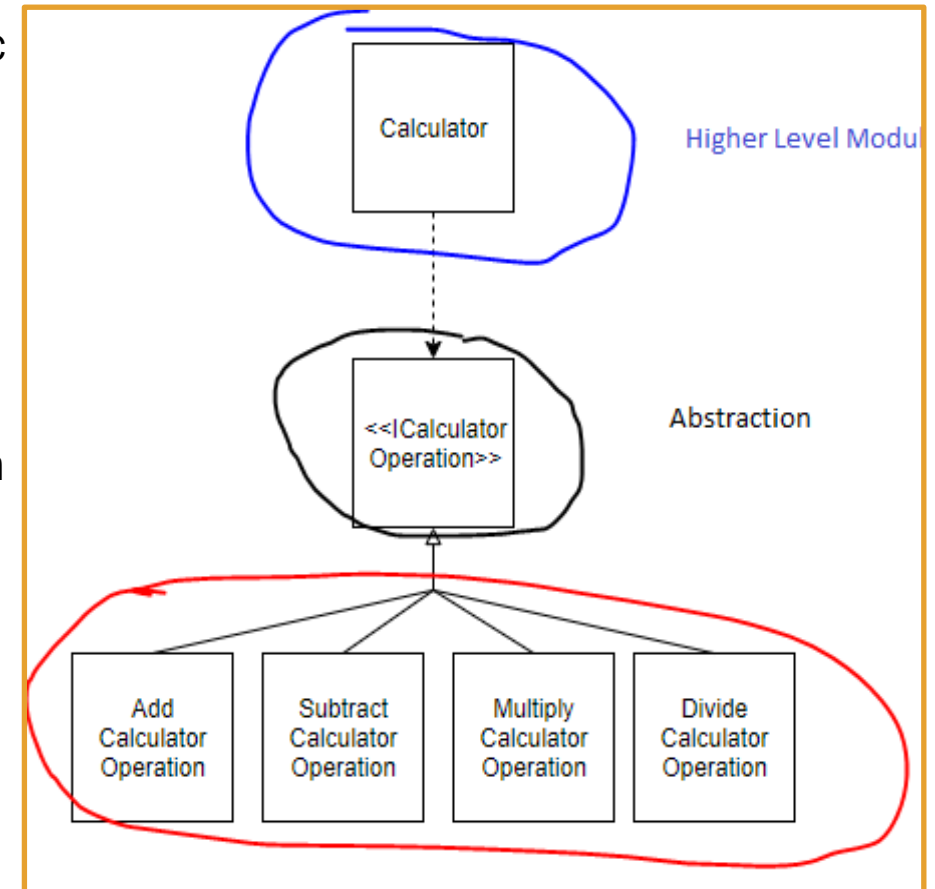 c
Calculator
Higher Level Modul
<<ICalculator
Operation>>
Abstraction
n
Add
Calculator
Operation
Subtract
Calculator
Operation
Multiply
Calculator
Operation
Divide
Calculator
Operation